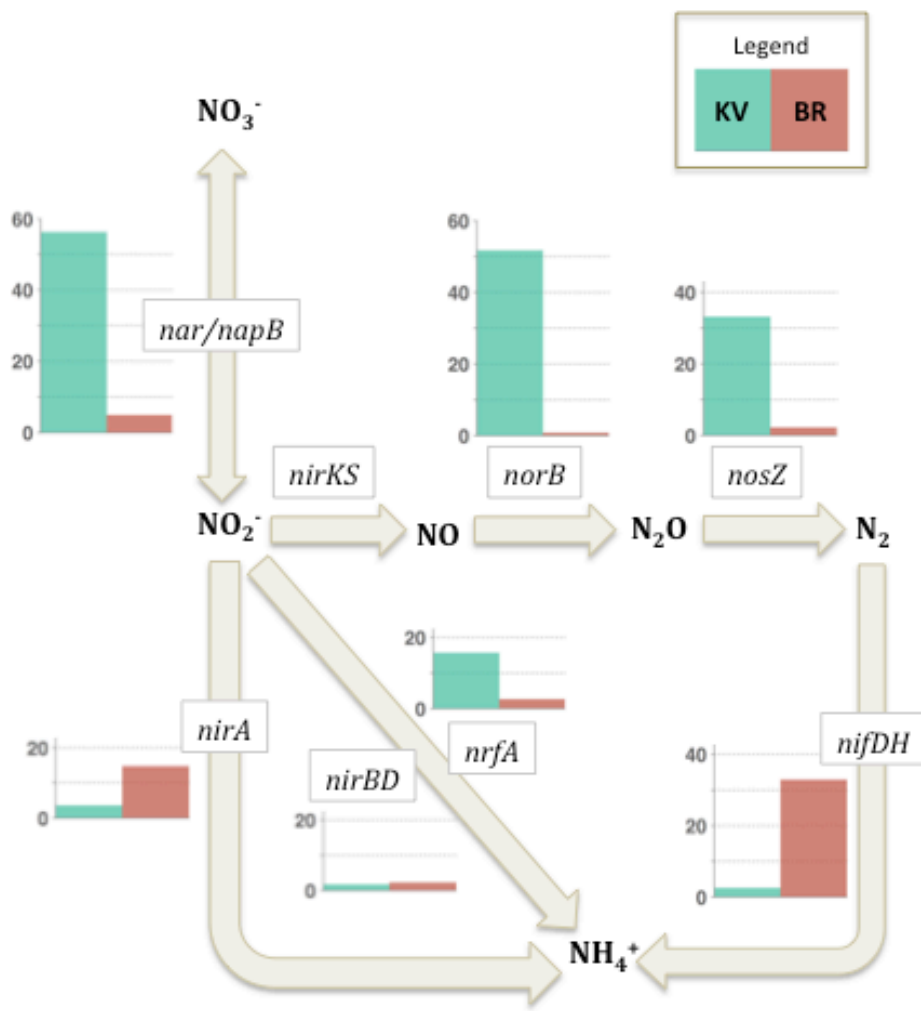 Legend
KV BR
NO₃⁻
60
40
20
0
nar/napB
60
40
20
0
40
20
0
nirKS
norB
nosZ
NO₂⁻
NO
N₂O
N₂
20
0
nrfA
nirA
20
0
nirBD
20
0
nifDH
40
20
0
NH₄⁺